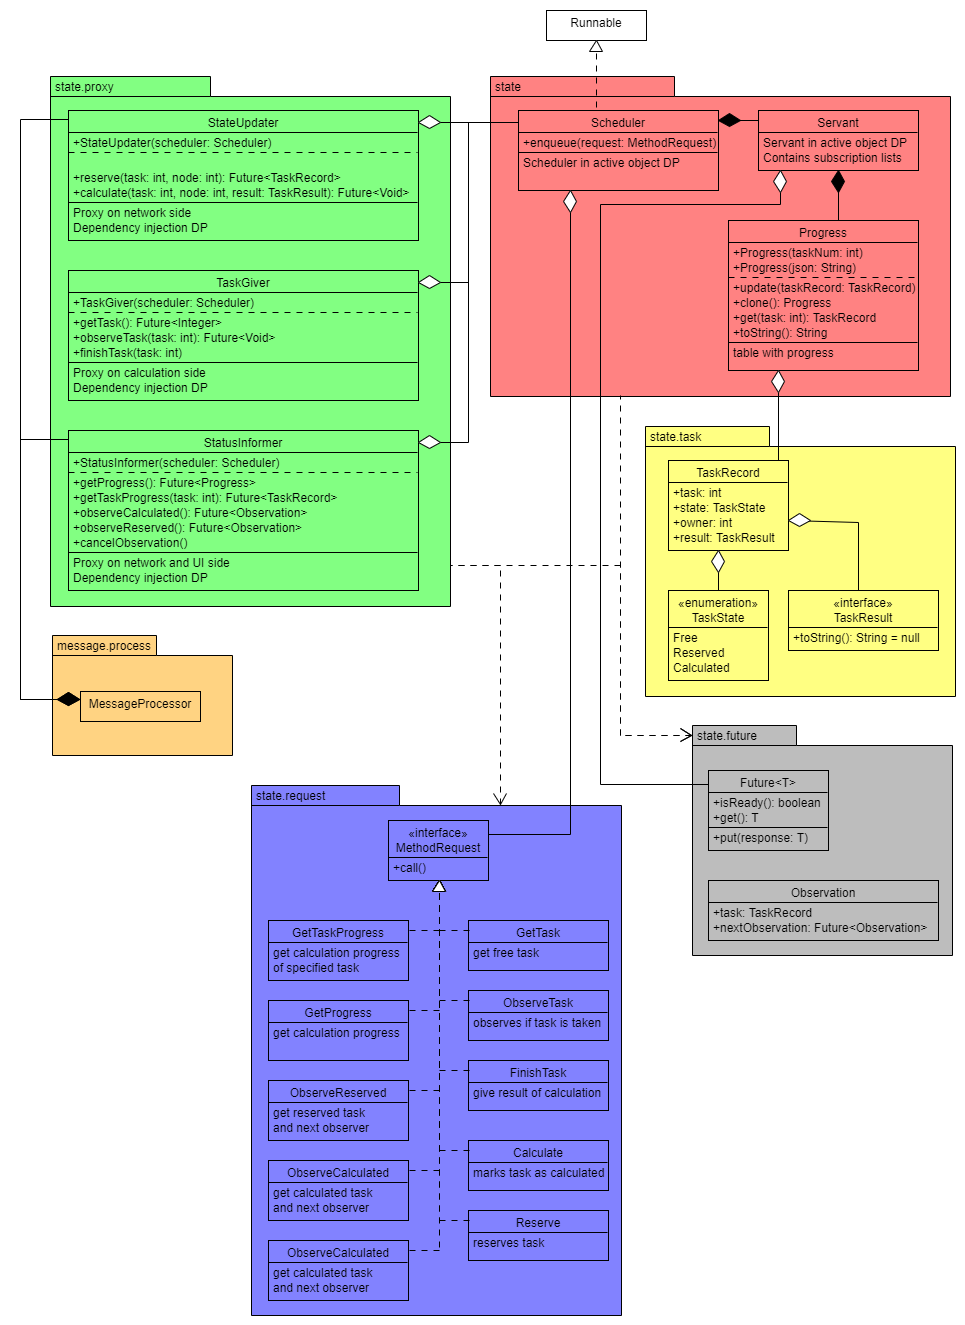 Runnable
state.proxy
StateUpdater
+StateUpdater(scheduler: Scheduler)
+reserve(task: int, node: int): Future<TaskRecord>
+calculate(task: int, node: int, result: TaskResult): Future<Void>
Proxy on network side
Dependency injection DP
TaskGiver
+TaskGiver(scheduler: Scheduler)
+getTask(): Future<Integer>
+observeTask(task: int): Future<Void>
+finishTask(task: int)
Proxy on calculation side
Dependency injection DP
StatusInformer
+StatusInformer(scheduler: Scheduler)
+getProgress(): Future<Progress>
+getTaskProgress(task: int): Future<TaskRecord>
+observeCalculated(): Future<Observation>
+observeReserved(): Future<Observation>
+cancelObservation()
Proxy on network and UI side
Dependency injection DP
state
Scheduler
+enqueue(request: MethodRequest)
Scheduler in active object DP
Servant
Servant in active object DP
Contains subscription lists
Progress
+Progress(taskNum: int)
+Progress(json: String)
+update(taskRecord: TaskRecord)
+clone(): Progress
+get(task: int): TaskRecord
+toString(): String
table with progress
state.task
TaskRecord
+task: int
+state: TaskState
+owner: int
+result: TaskResult
«enumeration»
TaskState
Free
Reserved
Calculated
«interface»
TaskResult
+toString(): String = null
message.process
MessageProcessor
state.future
Future<T>
+isReady(): boolean
+get(): T
+put(response: T)
Observation
+task: TaskRecord
+nextObservation: Future<Observation>
state.request
«interface»
MethodRequest
+call()
GetTaskProgress
get calculation progress
of specified task
GetProgress
get calculation progress
ObserveReserved
get reserved task
and next observer
ObserveCalculated
get calculated task
and next observer
ObserveCalculated
get calculated task
and next observer
GetTask
get free task
ObserveTask
observes if task is taken
FinishTask
give result of calculation
Calculate
marks task as calculated
Reserve
reserves task